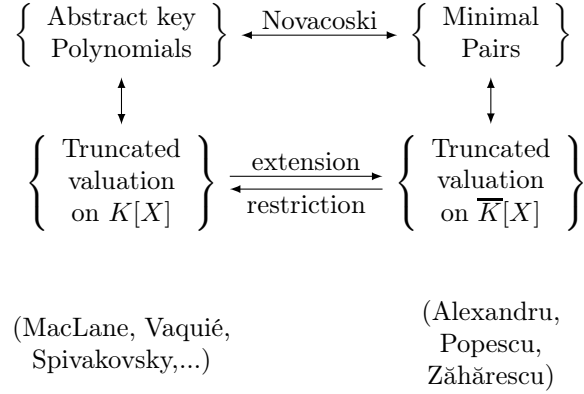 Abstract key Polynomials
Novacoski
Minimal Pairs
Truncated valuation on K[X]
extension
restriction
Truncated valuation on \overline{K}[X]
(MacLane, Vaquié,
Spivakovsky,...)
(Alexandru,
Popescu,
Zăhărescu)